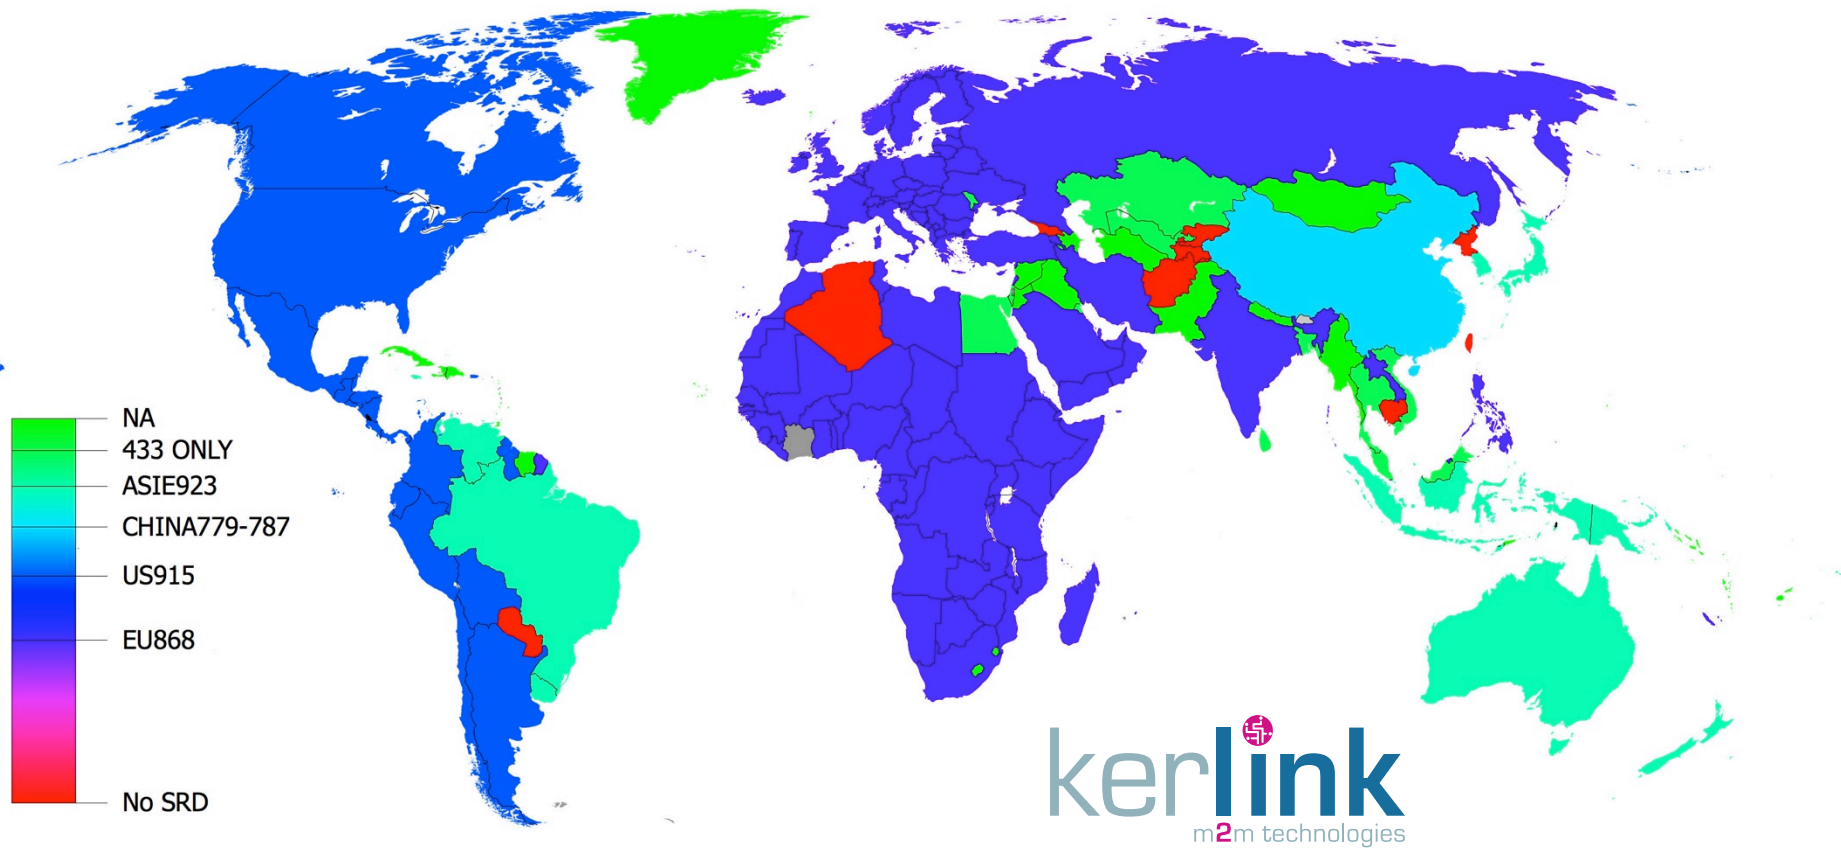 NA
433 ONLY
ASIE923
CHINA779-787
US915
EU868
No SRD
kerlink
m2m technologies